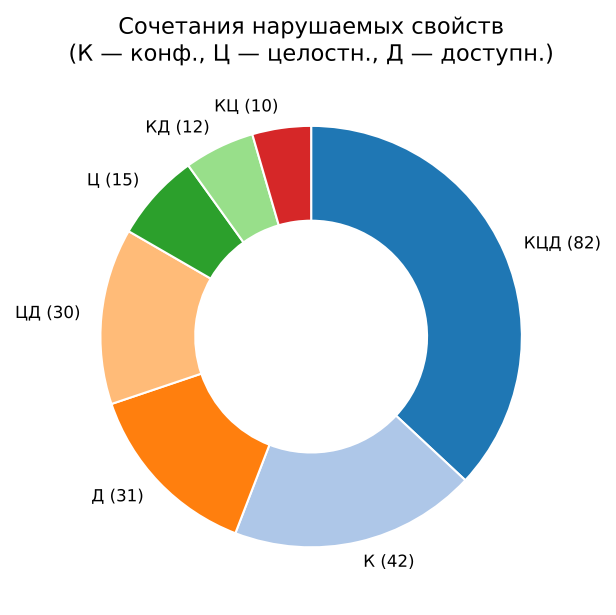 Сочетания нарушаемых свойств
(К — конф., Ц — целостн., Д — доступн.)
КЦ (10)
КД (12)
Ц (15)
КЦД (82)
ЦД (30)
Д (31)
К (42)